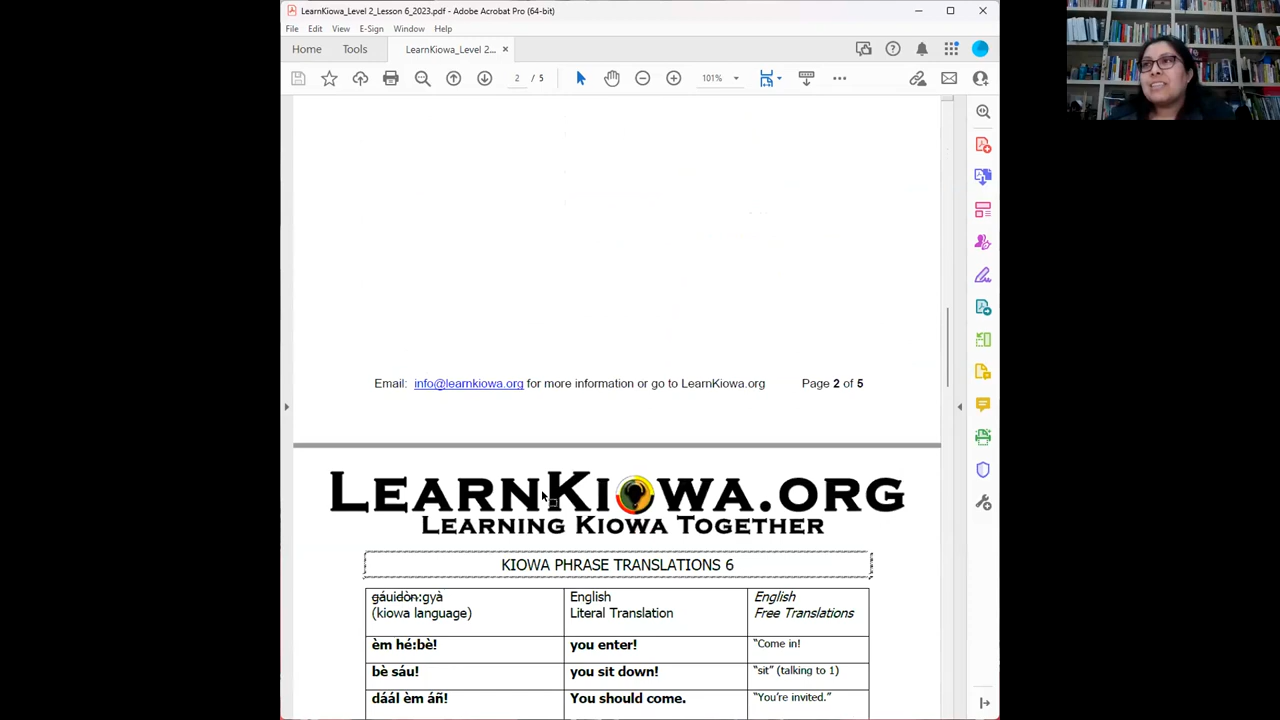 LearnKiowa_Level 2_Lesson 6_2023.pdf - Adobe Acrobat Pro (64-bit)
File Edit View E-Sign Window Help
Home Tools LearnKiowa_Level 2... ×
2 / 5 101%
Email: info@learnkiowa.org for more information or go to LearnKiowa.org Page 2 of 5
LEARNKIOWA.ORG
LEARNING KIOWA TOGETHER
KIOWA PHRASE TRANSLATIONS 6
gáuidòn:gyà English English
(kiowa language) Literal Translation Free Translations
èm hé:bè! you enter! "Come in!
bè sáu! you sit down! "sit" (talking to 1)
dáál èm áñ! You should come. "You're invited."